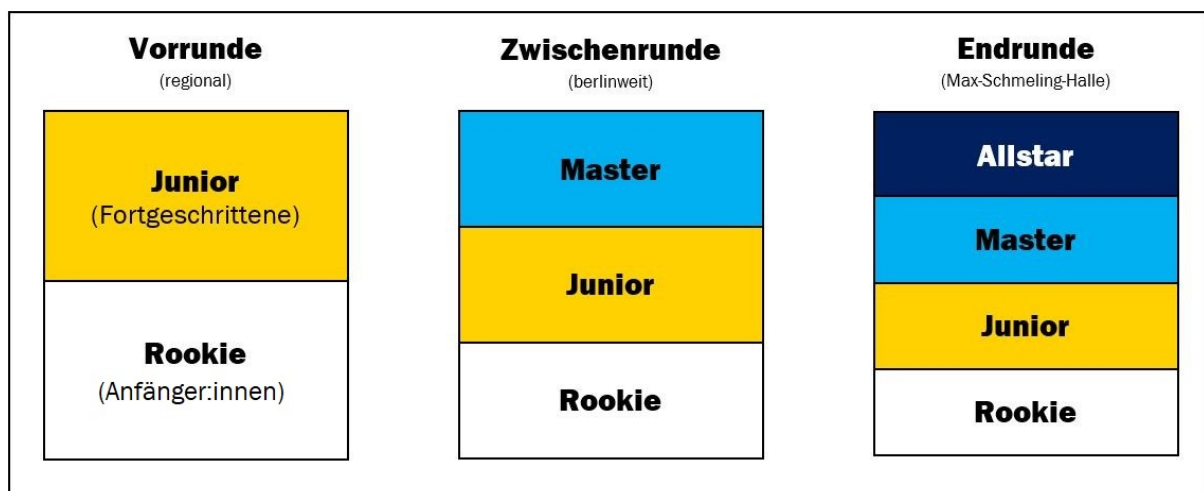 Vorrunde
(regional)
Junior
(Fortgeschrittene)
Rookie
(Anfänger:innen)
Zwischenrunde
(berlinweit)
Master
Junior
Rookie
Endrunde
(Max-Schmeling-Halle)
Allstar
Master
Junior
Rookie